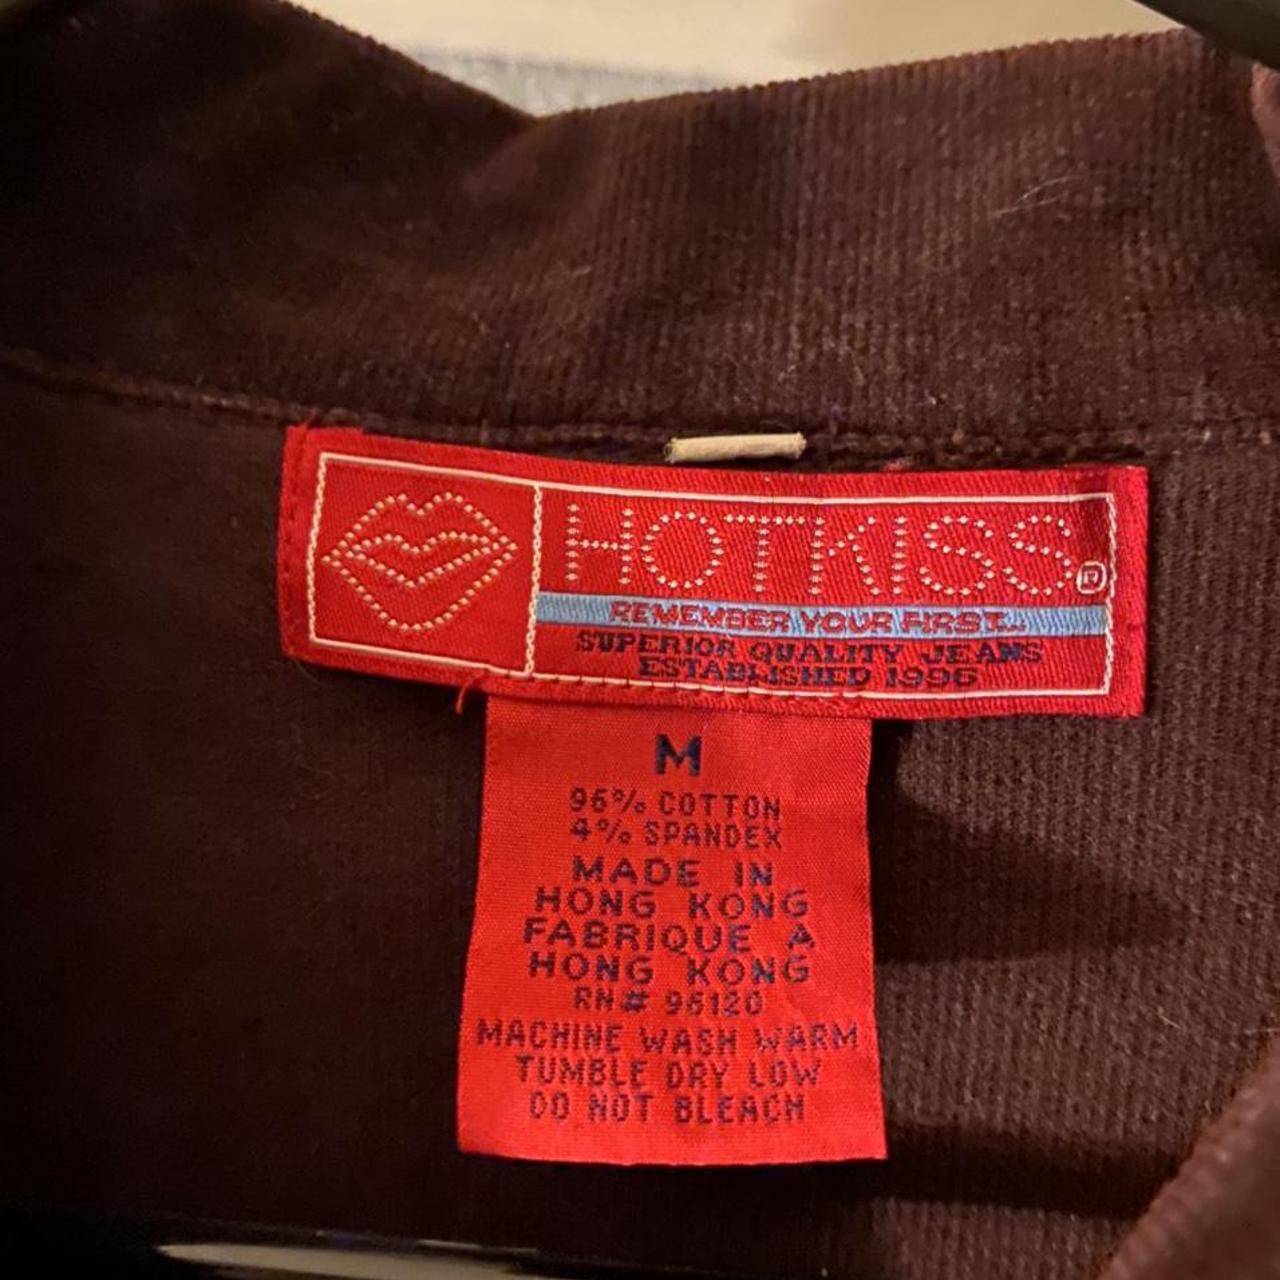 HOTKISS®
REMEMBER YOUR FIRST...
SUPERIOR QUALITY JEANS
ESTABLISHED 1996
M
96% COTTON
4% SPANDEX
MADE IN
HONG KONG
FABRIQUE A
HONG KONG
RN# 96120
MACHINE WASH WARM
TUMBLE DRY LOW
DO NOT BLEACH